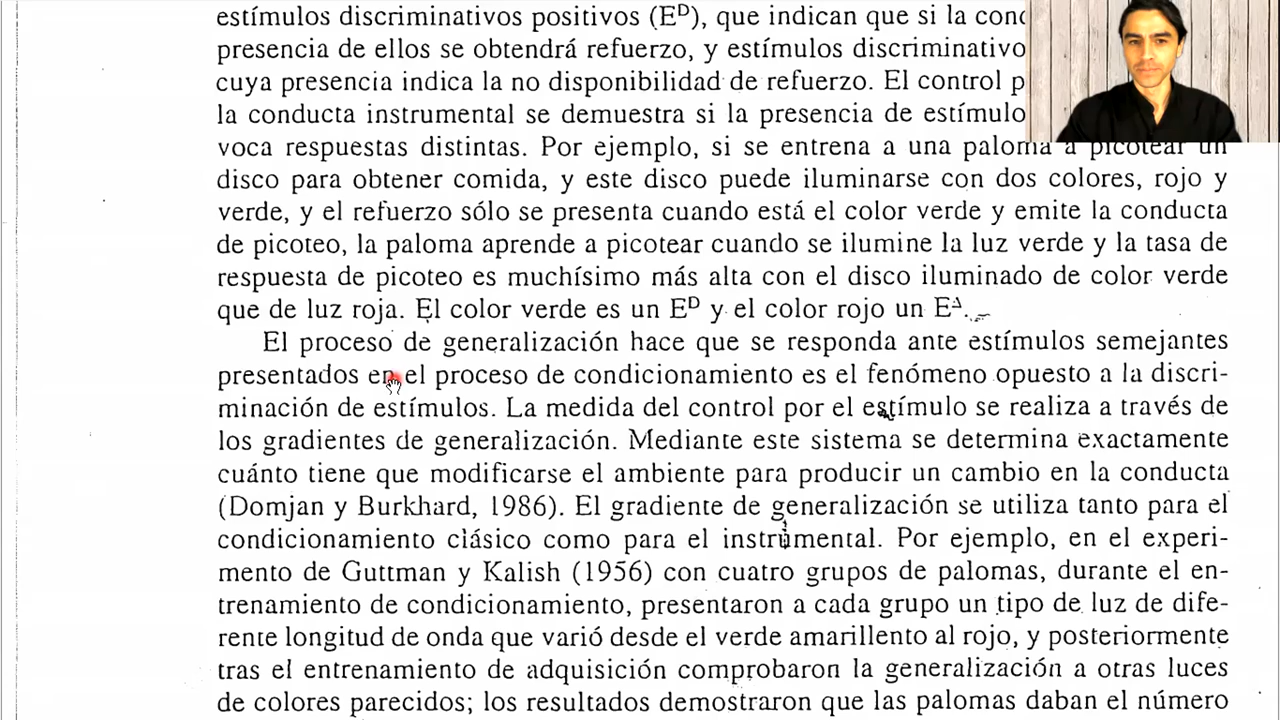 estímulos discriminativos positivos (Eᴰ), que indican que si la
presencia de ellos se obtendrá refuerzo, y estímulos
cuya presencia indica la no disponibilidad de refuerzo. El control
la conducta instrumental se demuestra si la presencia de
voca respuestas distintas. Por ejemplo, si se entrena a una paloma a picotear un
disco para obtener comida, y este disco puede iluminarse con dos colores, rojo y
verde, y el refuerzo sólo se presenta cuando está el color verde y emite la conducta
de picoteo, la paloma aprende a picotear cuando se ilumine la luz verde y la tasa de
respuesta de picoteo es muchísimo más alta con el disco iluminado de color verde
que de luz roja. El color verde es un Eᴰ y el color rojo un E^Δ.
El proceso de generalización hace que se responda ante estímulos semejantes
presentados en el proceso de condicionamiento es el fenómeno opuesto a la discri-
minación de estímulos. La medida del control por el estímulo se realiza a través de
los gradientes de generalización. Mediante este sistema se determina exactamente
cuánto tiene que modificarse el ambiente para producir un cambio en la conducta
(Domjan y Burkhard, 1986). El gradiente de generalización se utiliza tanto para el
condicionamiento clásico como para el instrumental. Por ejemplo, en el experi-
mento de Guttman y Kalish (1956) con cuatro grupos de palomas, durante el en-
trenamiento de condicionamiento, presentaron a cada grupo un tipo de luz de dife-
rente longitud de onda que varió desde el verde amarillento al rojo, y posteriormente
tras el entrenamiento de adquisición comprobaron la generalización a otras luces
de colores parecidos; los resultados demostraron que las palomas daban el número